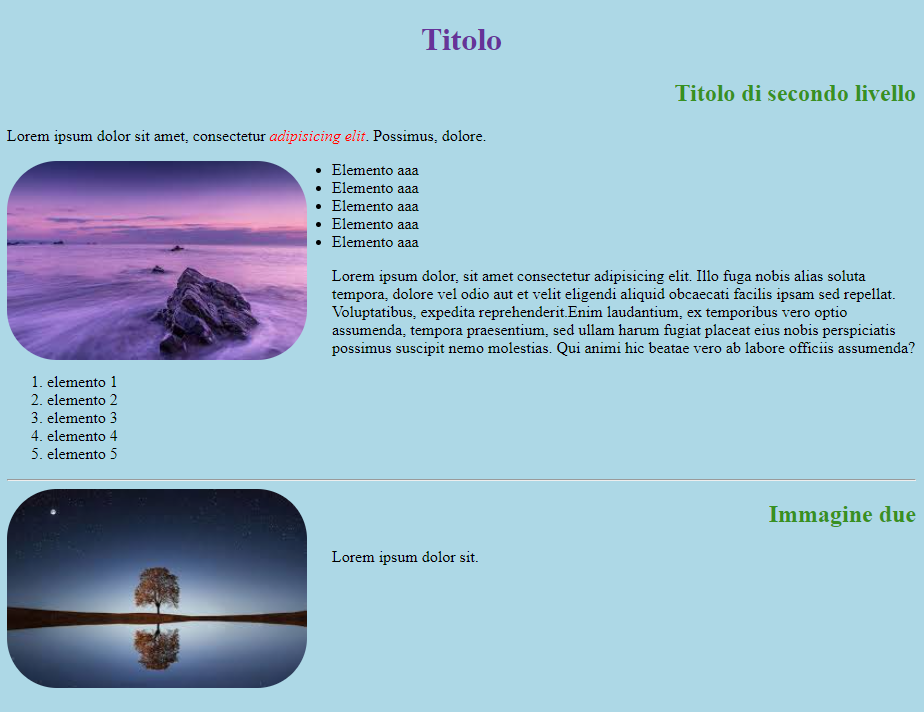 Titolo
Titolo di secondo livello
Lorem ipsum dolor sit amet, consectetur adipisicing elit. Possimus, dolore.
• Elemento aaa
• Elemento aaa
• Elemento aaa
• Elemento aaa
• Elemento aaa
Lorem ipsum dolor, sit amet consectetur adipisicing elit. Illo fuga nobis alias soluta
tempora, dolore vel odio aut et velit eligendi aliquid obcaecati facilis ipsam sed repellat.
Voluptatibus, expedita reprehenderit.Enim laudantium, ex temporibus vero optio
assumenda, tempora praesentium, sed ullam harum fugiat placeat eius nobis perspiciatis
possimus suscipit nemo molestias. Qui animi hic beatae vero ab labore officiis assumenda?
1. elemento 1
2. elemento 2
3. elemento 3
4. elemento 4
5. elemento 5
Immagine due
Lorem ipsum dolor sit.